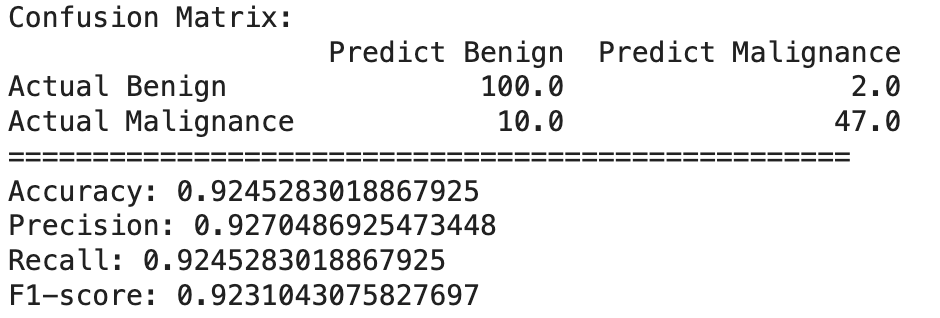 Confusion Matrix:
Predict Benign  Predict Malignance
Actual Benign  100.0  2.0
Actual Malignance  10.0  47.0
==================================================
Accuracy: 0.9245283018867925
Precision: 0.9270486925473448
Recall: 0.9245283018867925
F1-score: 0.9231043075827697